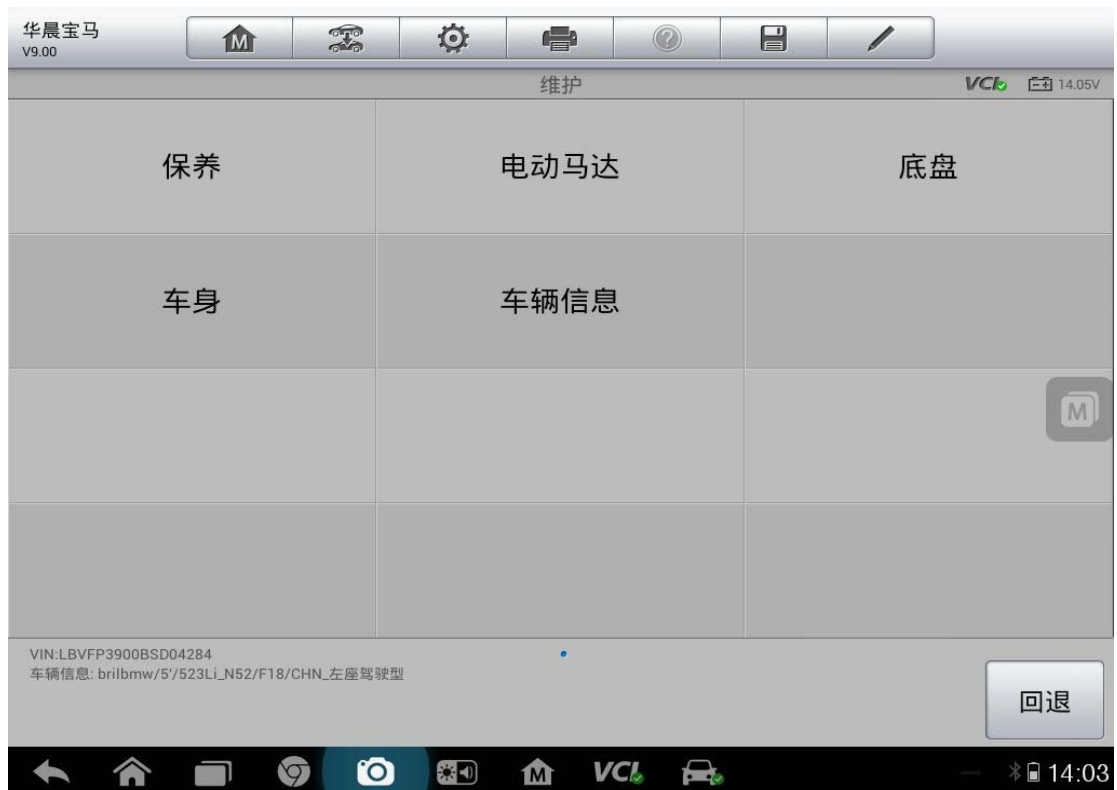 华晨宝马
V9.00
M
维护
VCI 14.05V
保养
电动马达
底盘
车身
车辆信息
M
VIN:LBVFP3900BSD04284
车辆信息: brilbmw/5'/523Li_N52/F18/CHN_左座驾驶型
回退
M
VCI
14:03